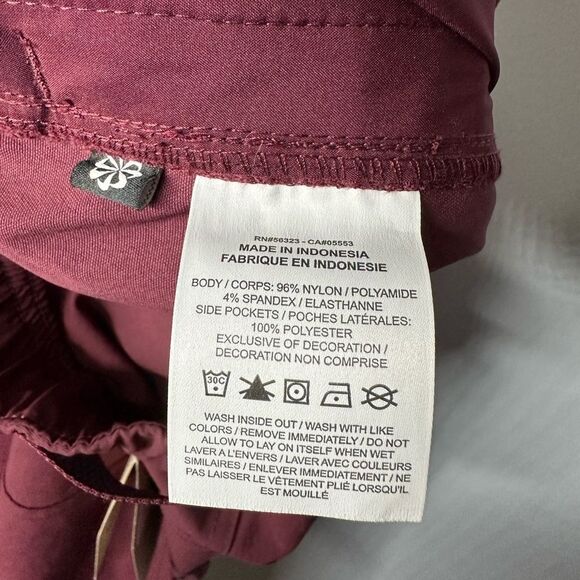 RN#56323 - CA#05553
MADE IN INDONESIA
FABRIQUE EN INDONESIE
BODY / CORPS: 96% NYLON / POLYAMIDE
4% SPANDEX / ELASTHANNE
SIDE POCKETS / POCHES LATÉRALES:
100% POLYESTER
EXCLUSIVE OF DECORATION /
DECORATION NON COMPRISE
30C
WASH INSIDE OUT / WASH WITH LIKE
COLORS / REMOVE IMMEDIATELY / DO NOT
ALLOW TO LAY ON ITSELF WHEN WET
LAVER A L'ENVERS / LAVER AVEC COULEURS
SIMILAIRES / ENLEVER IMMEDIATEMENT / NE
PAS LAISSER LE VÊTEMENT PLIÉ LORSQU'IL
EST MOUILLÉ